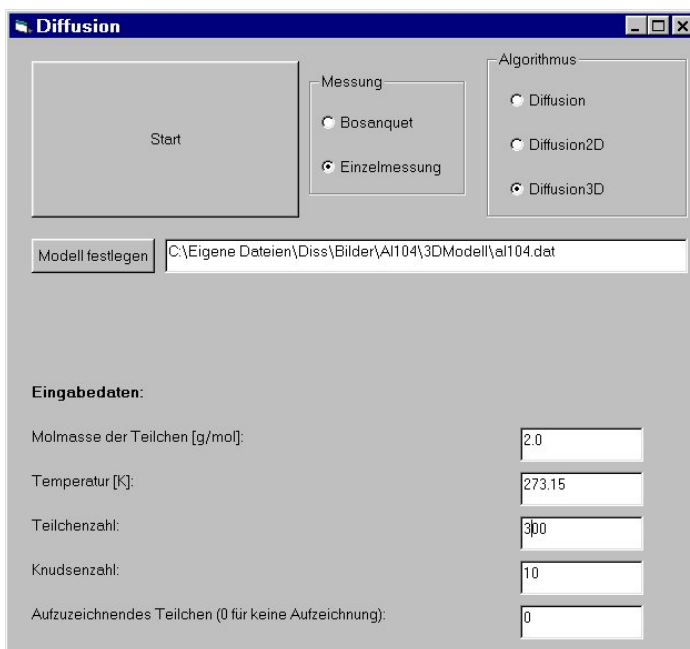 Diffusion
Start
Messung
Bosanquet
Einzelmessung
Algorithmus
Diffusion
Diffusion2D
Diffusion3D
Modell festlegen
C:\Eigene Dateien\Diss\Bilder\Al104\3DModell\al104.dat
Eingabedaten:
Molmasse der Teilchen [g/mol]: 2.0
Temperatur [K]: 273.15
Teilchenzahl: 300
Knudsenzahl: 10
Aufzuzeichnendes Teilchen (0 für keine Aufzeichnung): 0